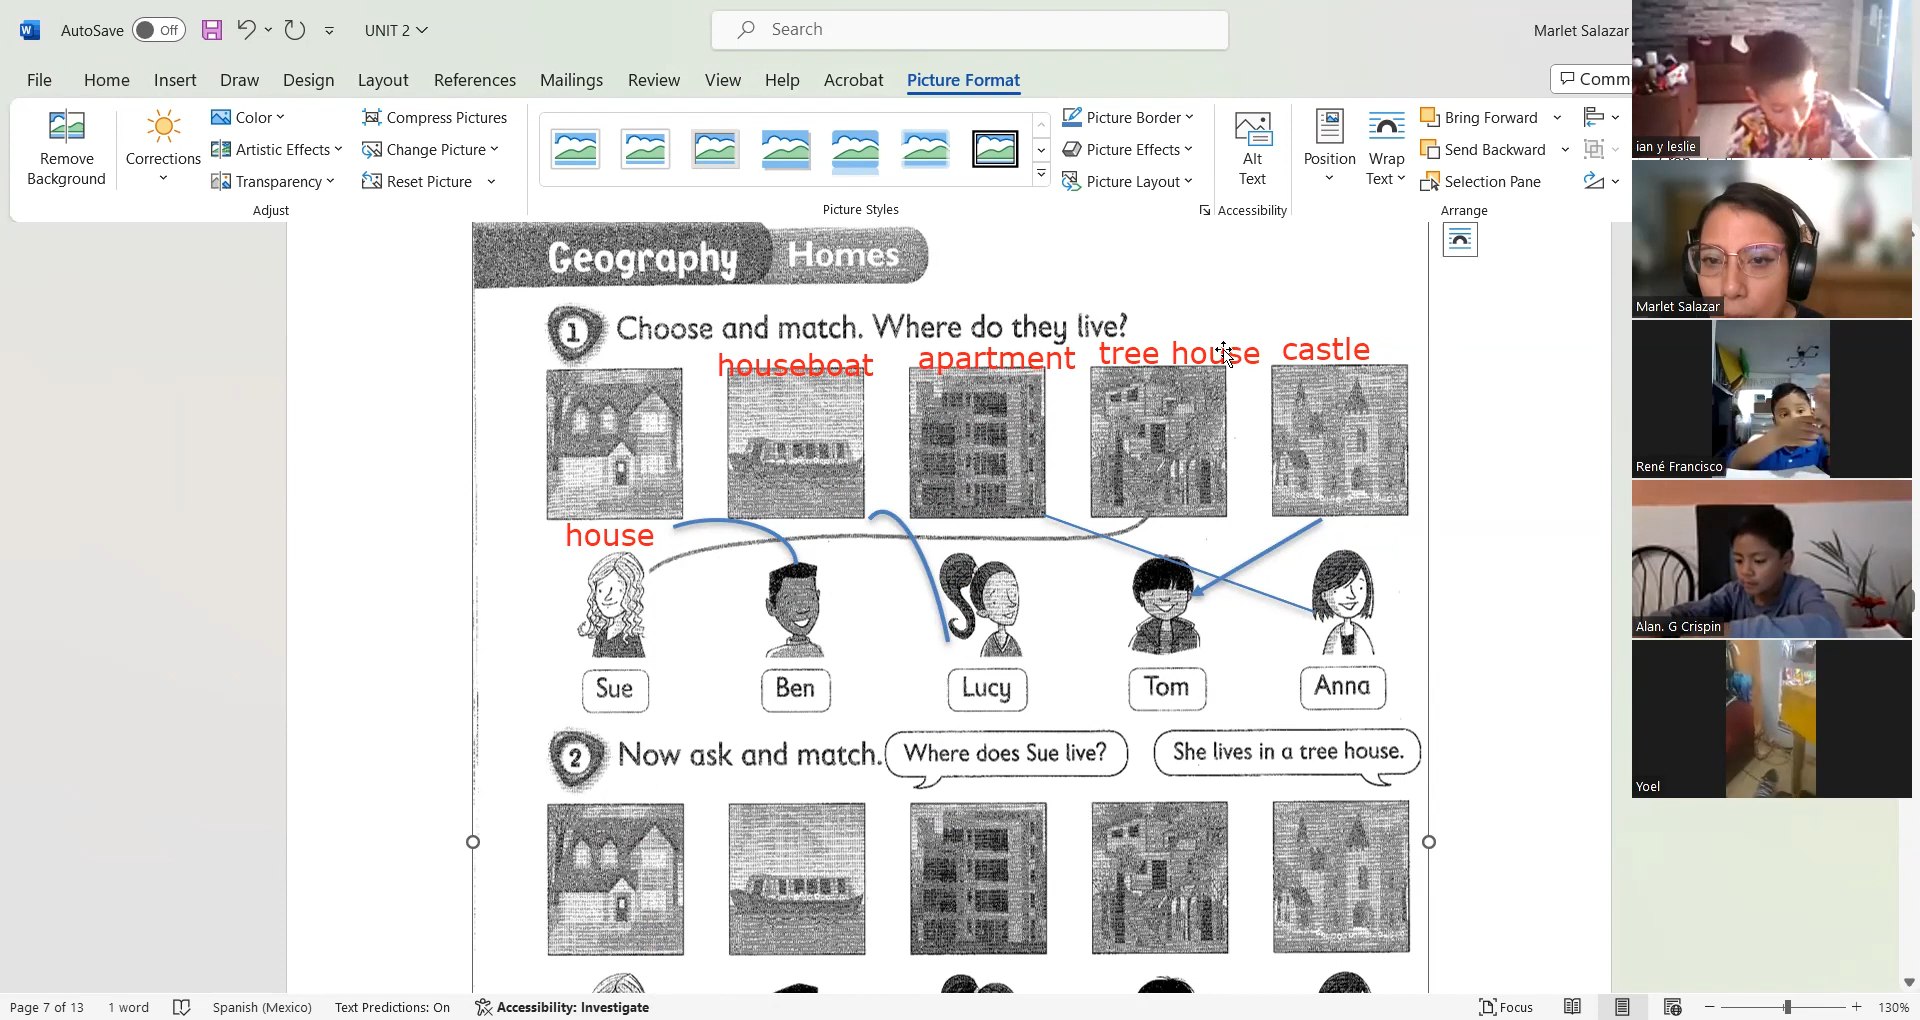 AutoSave Off UNIT 2 Search Marlet Salazar
File Home Insert Draw Design Layout References Mailings Review View Help Acrobat Picture Format
Remove Background
Corrections
Color
Artistic Effects
Transparency
Compress Pictures
Change Picture
Reset Picture
Adjust
Picture Styles
Picture Border
Picture Effects
Picture Layout
Alt Text
Accessibility
Position
Wrap Text
Bring Forward
Send Backward
Selection Pane
Arrange
ian y leslie
Marlet Salazar
René Francisco
Alan. G Crispin
Yoel
Geography Homes
1 Choose and match. Where do they live?
houseboat apartment tree house castle
house
Sue Ben Lucy Tom Anna
2 Now ask and match. Where does Sue live? She lives in a tree house.
Page 7 of 13 1 word Spanish (Mexico) Text Predictions: On Accessibility: Investigate Focus 130%